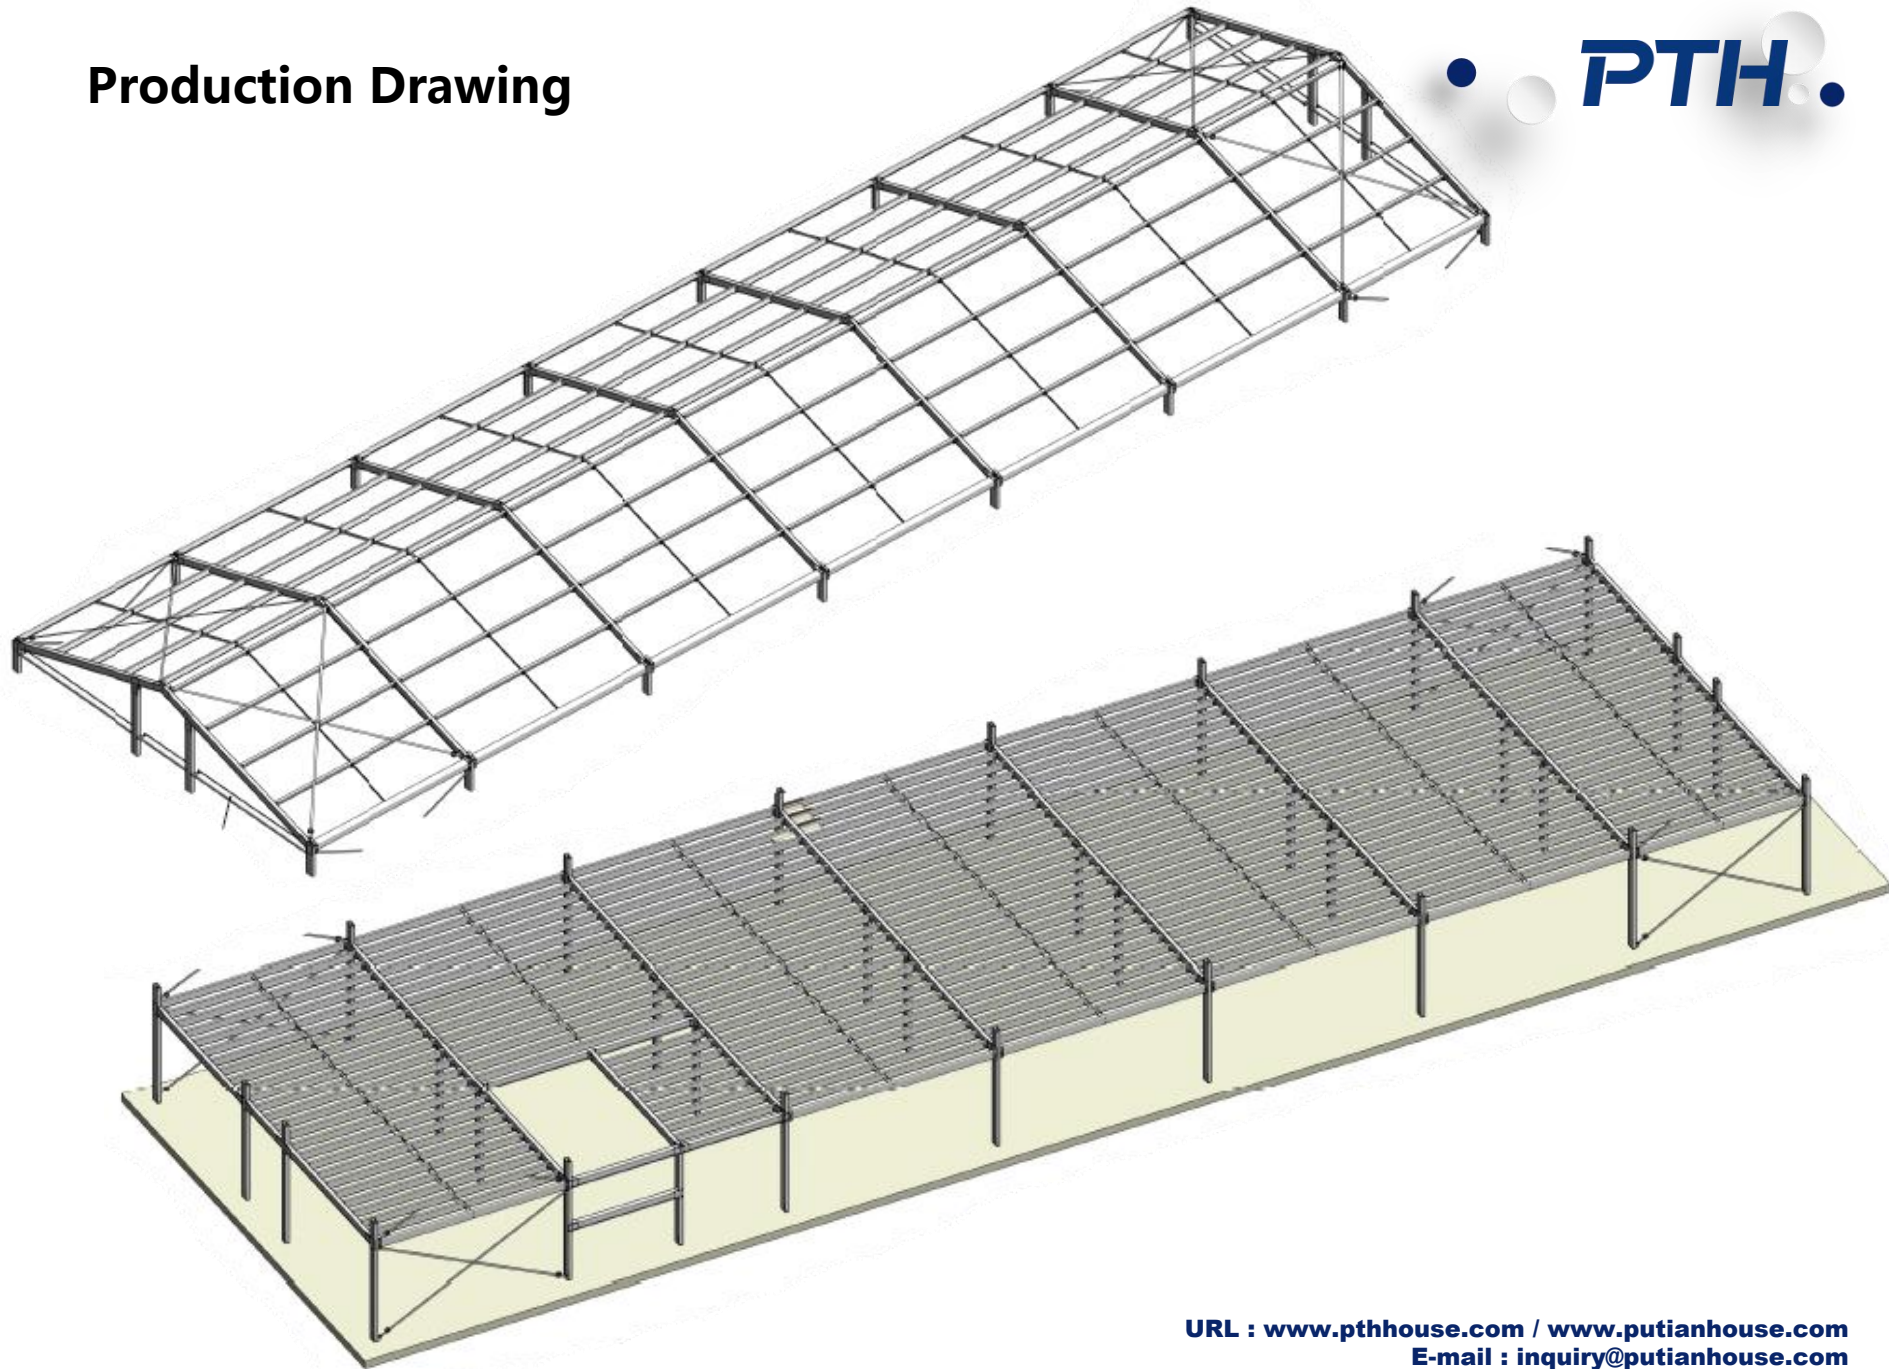 Production Drawing
PTH
URL : www.pthhouse.com / www.putianhouse.com
E-mail : inquiry@putianhouse.com